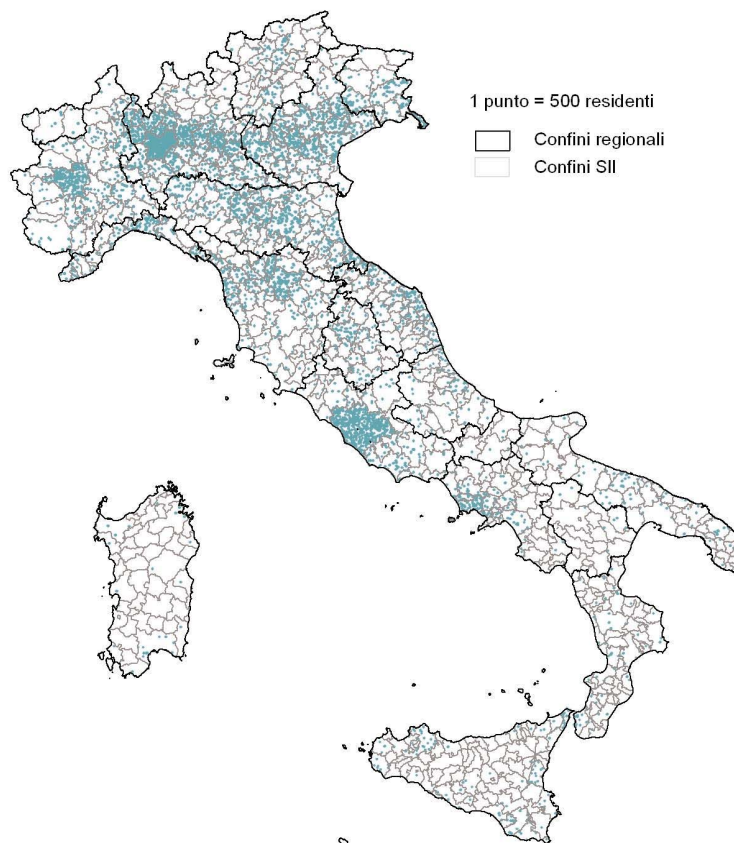 1 punto = 500 residenti
Confini regionali
Confini SII